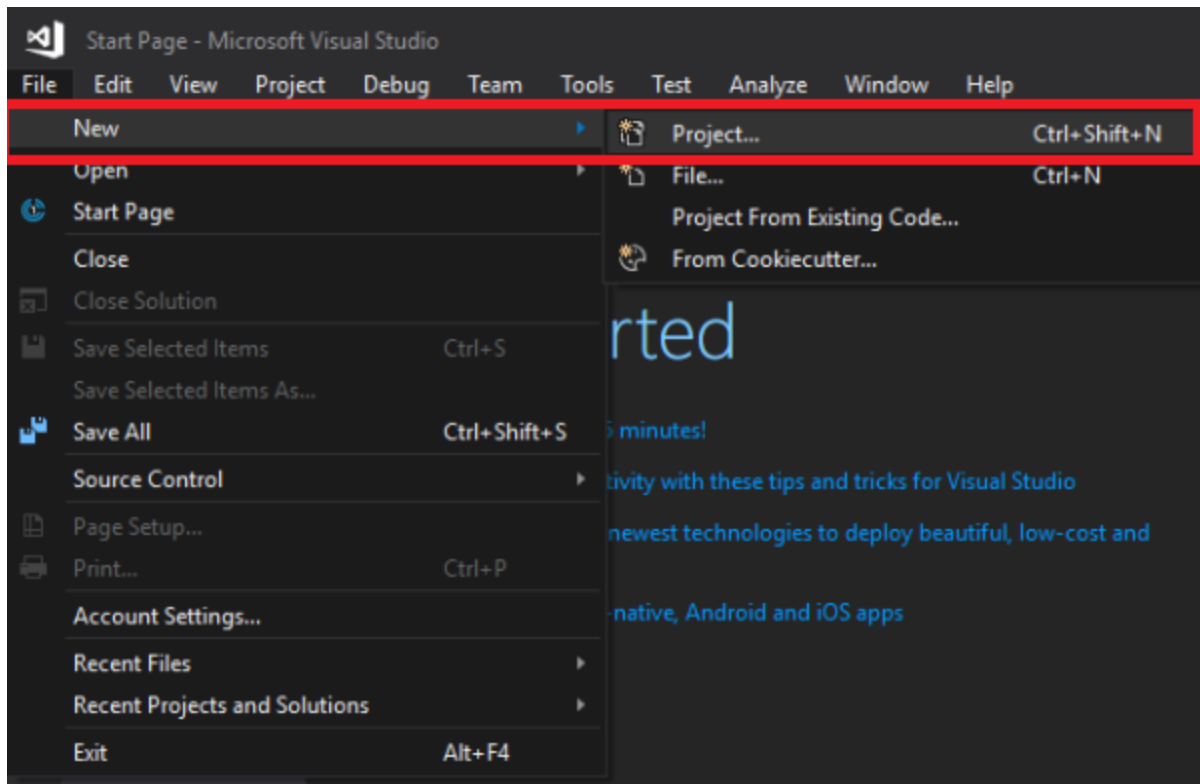 Start Page - Microsoft Visual Studio
File Edit View Project Debug Team Tools Test Analyze Window Help
New
Project... Ctrl+Shift+N
Open
File... Ctrl+N
Start Page
Project From Existing Code...
Close
From Cookiecutter...
Close Solution
rted
Save Selected Items Ctrl+S
Save Selected Items As...
Save All Ctrl+Shift+S
minutes!
Source Control
tivity with these tips and tricks for Visual Studio
Page Setup...
newest technologies to deploy beautiful, low-cost and
Print... Ctrl+P
Account Settings...
-native, Android and iOS apps
Recent Files
Recent Projects and Solutions
Exit Alt+F4